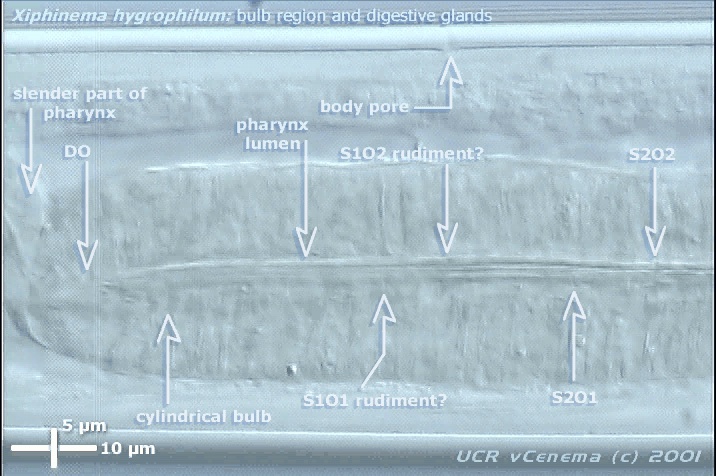 Xiphinema hygrophilum: bulb region and digestive glands
slender part of
pharynx
body pore
pharynx
lumen
DO
S1O2 rudiment?
S2O2
cylindrical bulb
S1O1 rudiment?
S2O1
5 µm
10 µm
UCR vCenema (c) 2001